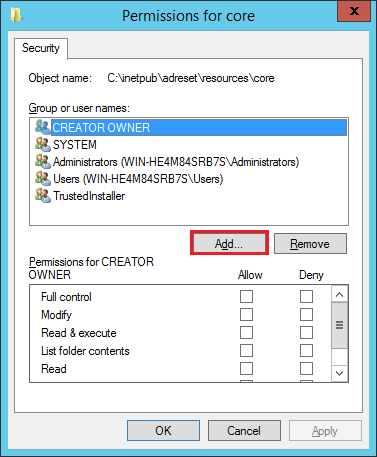 Permissions for core
Security
Object name: C:\inetpub\adreset\resources\core
Group or user names:
CREATOR OWNER
SYSTEM
Administrators (WIN-HE4M84SRB7S\Administrators)
Users (WIN-HE4M84SRB7S\Users)
TrustedInstaller
Add... Remove
Permissions for CREATOR
OWNER Allow Deny
Full control
Modify
Read & execute
List folder contents
Read
OK Cancel Apply